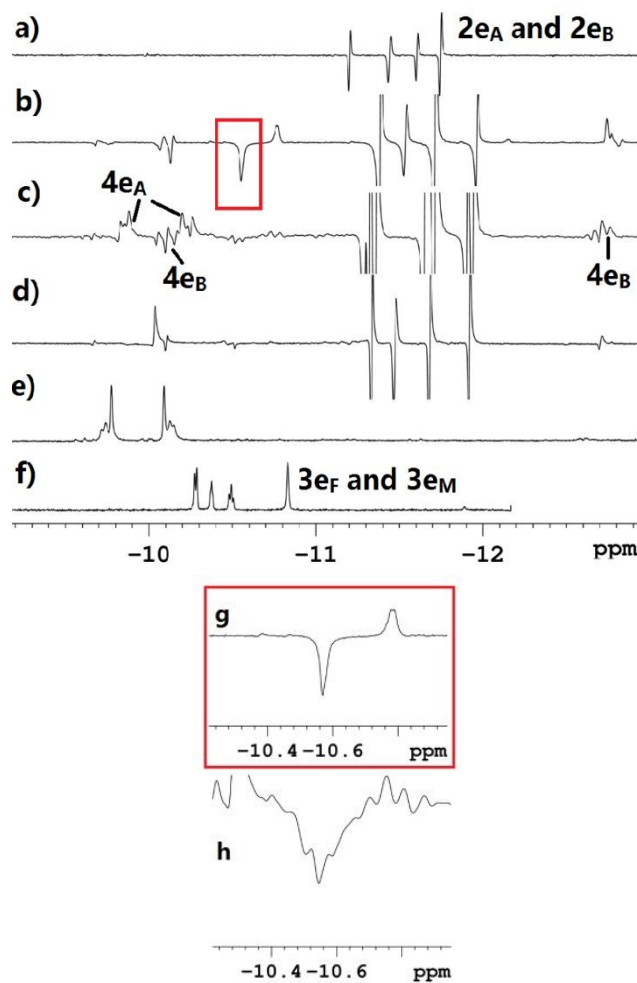 a)
2eA and 2eB
b)
c)
4eA
4eB
4eB
d)
e)
f)
3eF and 3eM
−10 −11 −12 ppm
g
−10.4 −10.6 ppm
h
−10.4 −10.6 ppm